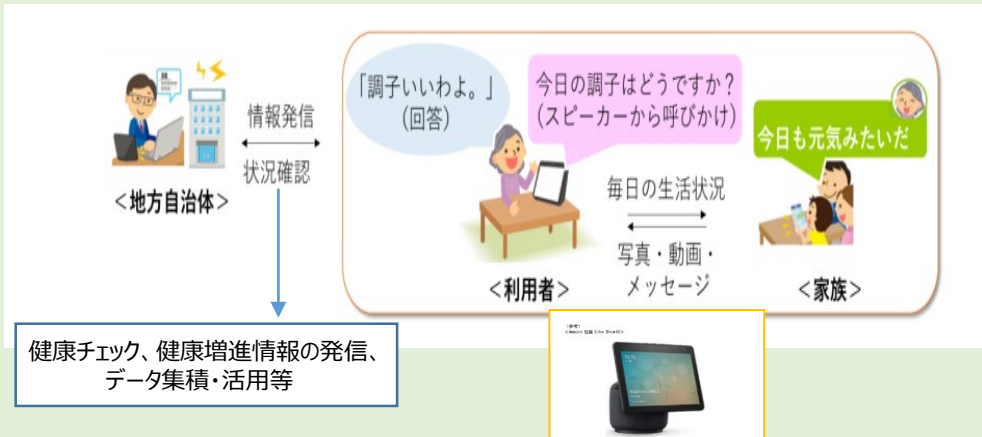 情報発信
状況確認
<地方自治体>
「調子いいわよ。」
(回答)
今日の調子はどうですか？
(スピーカーから呼びかけ)
今日も元気みたいだ
毎日の生活状況
写真・動画・
メッセージ
<利用者>
<家族>
健康チェック、健康増進情報の発信、
データ集積・活用等